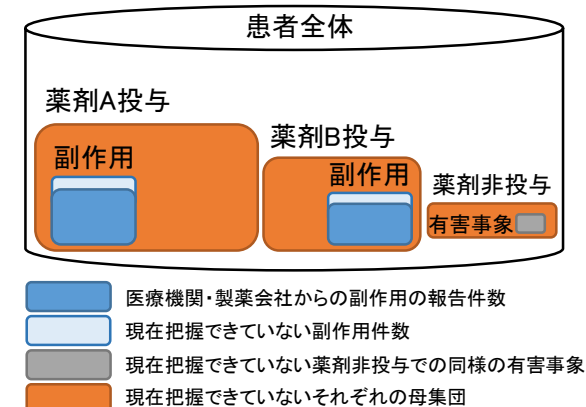 患者全体
薬剤A投与
副作用
薬剤B投与
副作用
薬剤非投与
有害事象
医療機関・製薬会社からの副作用の報告件数
現在把握できていない副作用件数
現在把握できていない薬剤非投与での同様の有害事象
現在把握できていないそれぞれの母集団